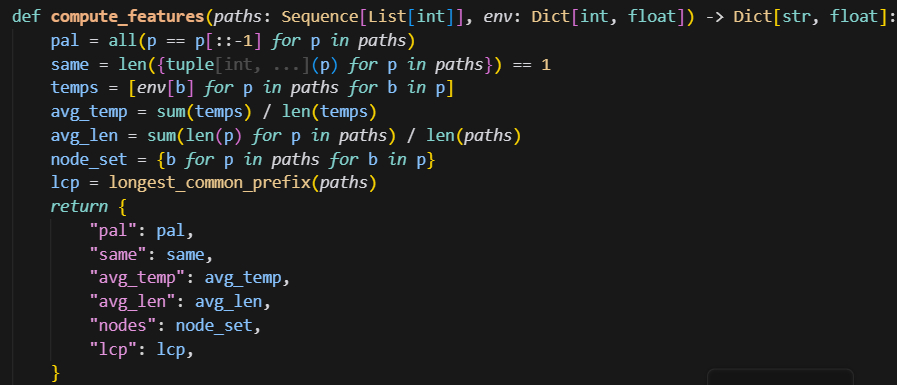 def compute_features(paths: Sequence[List[int]], env: Dict[int, float]) -> Dict[str, float]:
    pal = all(p == p[::-1] for p in paths)
    same = len({tuple[int, ...](p) for p in paths}) == 1
    temps = [env[b] for p in paths for b in p]
    avg_temp = sum(temps) / len(temps)
    avg_len = sum(len(p) for p in paths) / len(paths)
    node_set = {b for p in paths for b in p}
    lcp = longest_common_prefix(paths)
    return {
        "pal": pal,
        "same": same,
        "avg_temp": avg_temp,
        "avg_len": avg_len,
        "nodes": node_set,
        "lcp": lcp,
    }